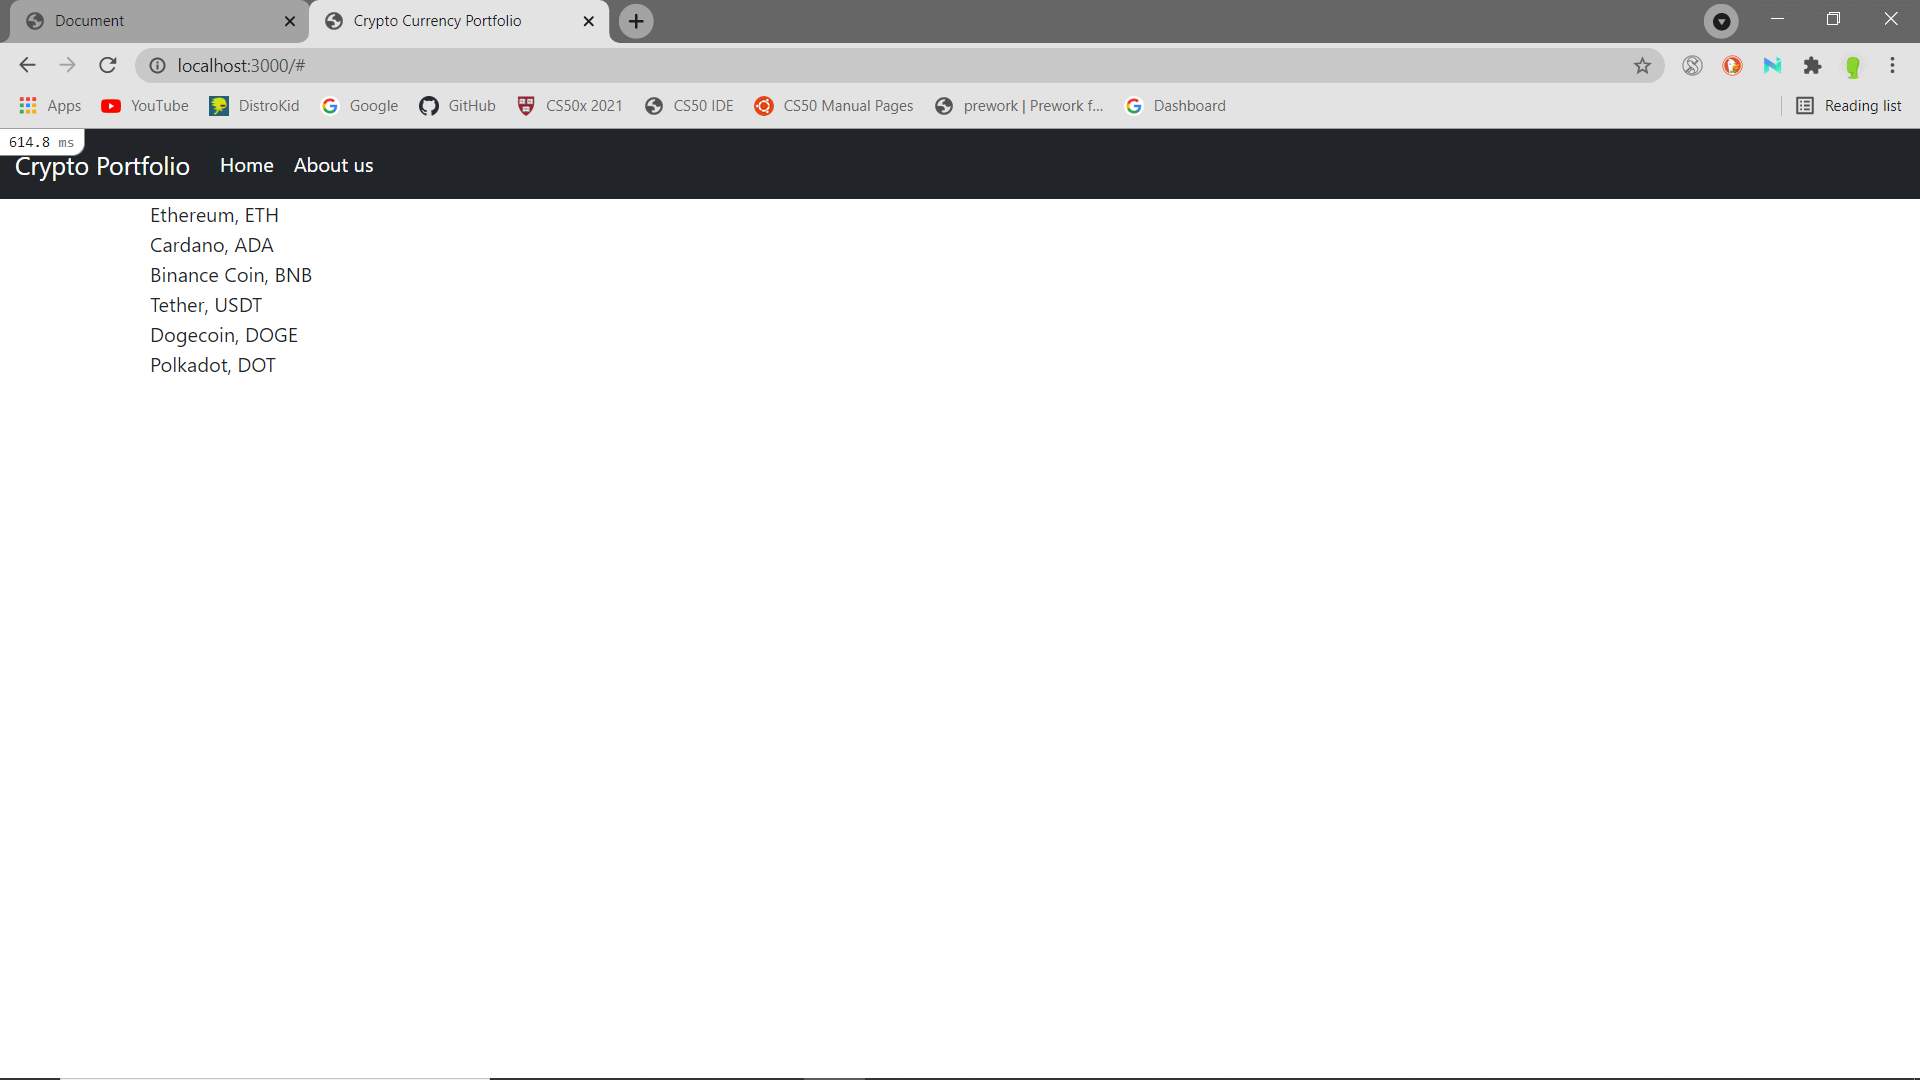 Document
Crypto Currency Portfolio
localhost:3000/#
Apps YouTube DistroKid Google GitHub CS50x 2021 CS50 IDE CS50 Manual Pages prework | Prework f... Dashboard Reading list
614.8 ms
Crypto Portfolio Home About us
Ethereum, ETH
Cardano, ADA
Binance Coin, BNB
Tether, USDT
Dogecoin, DOGE
Polkadot, DOT